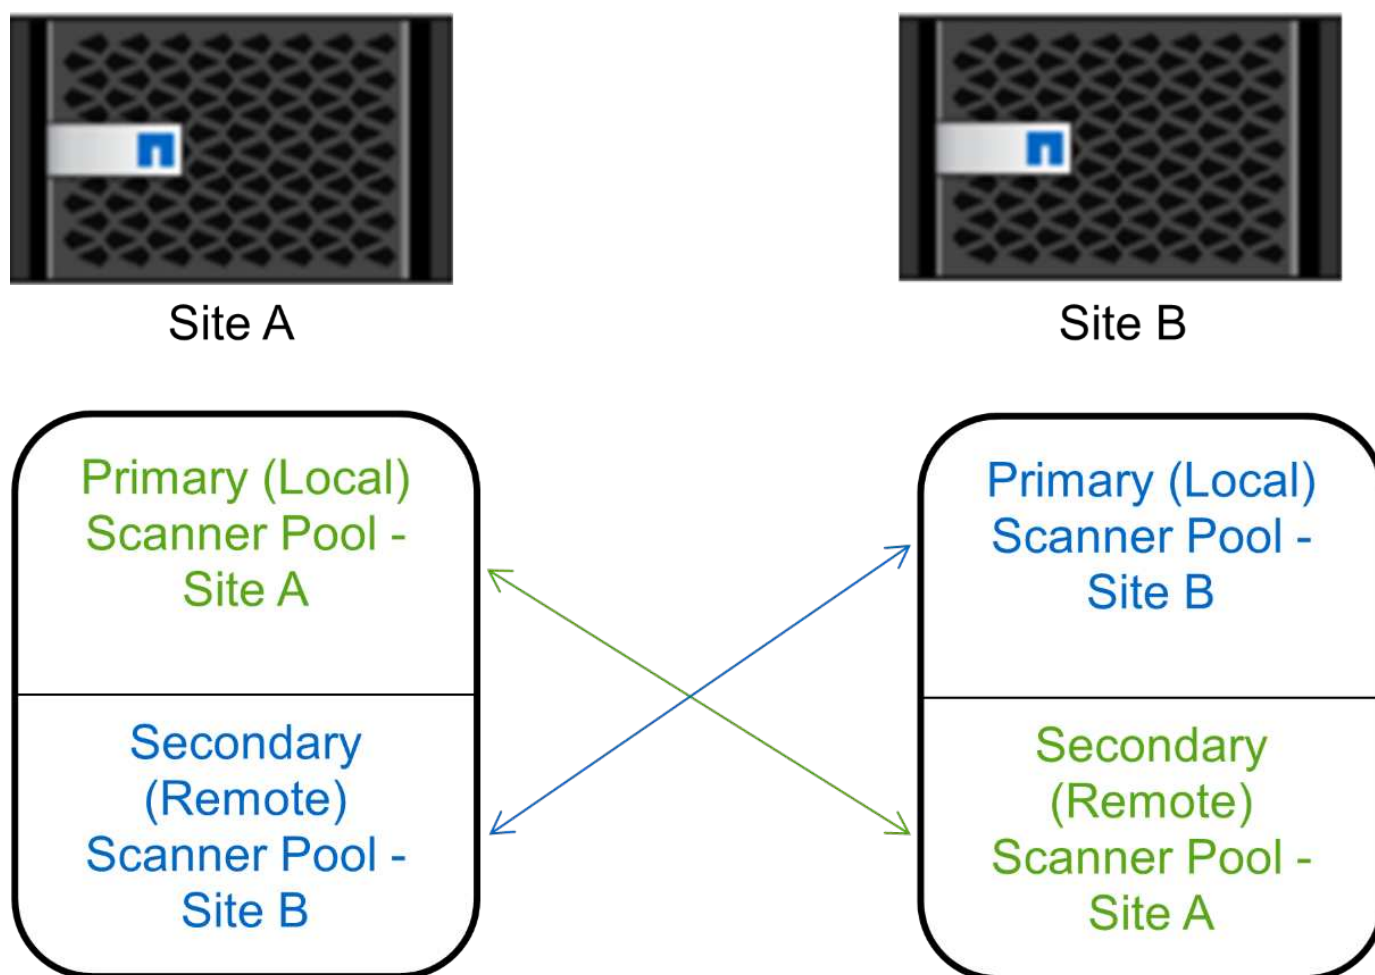 Site A
Site B
Primary (Local)
Scanner Pool -
Site A
Secondary
(Remote)
Scanner Pool -
Site B
Primary (Local)
Scanner Pool -
Site B
Secondary
(Remote)
Scanner Pool -
Site A